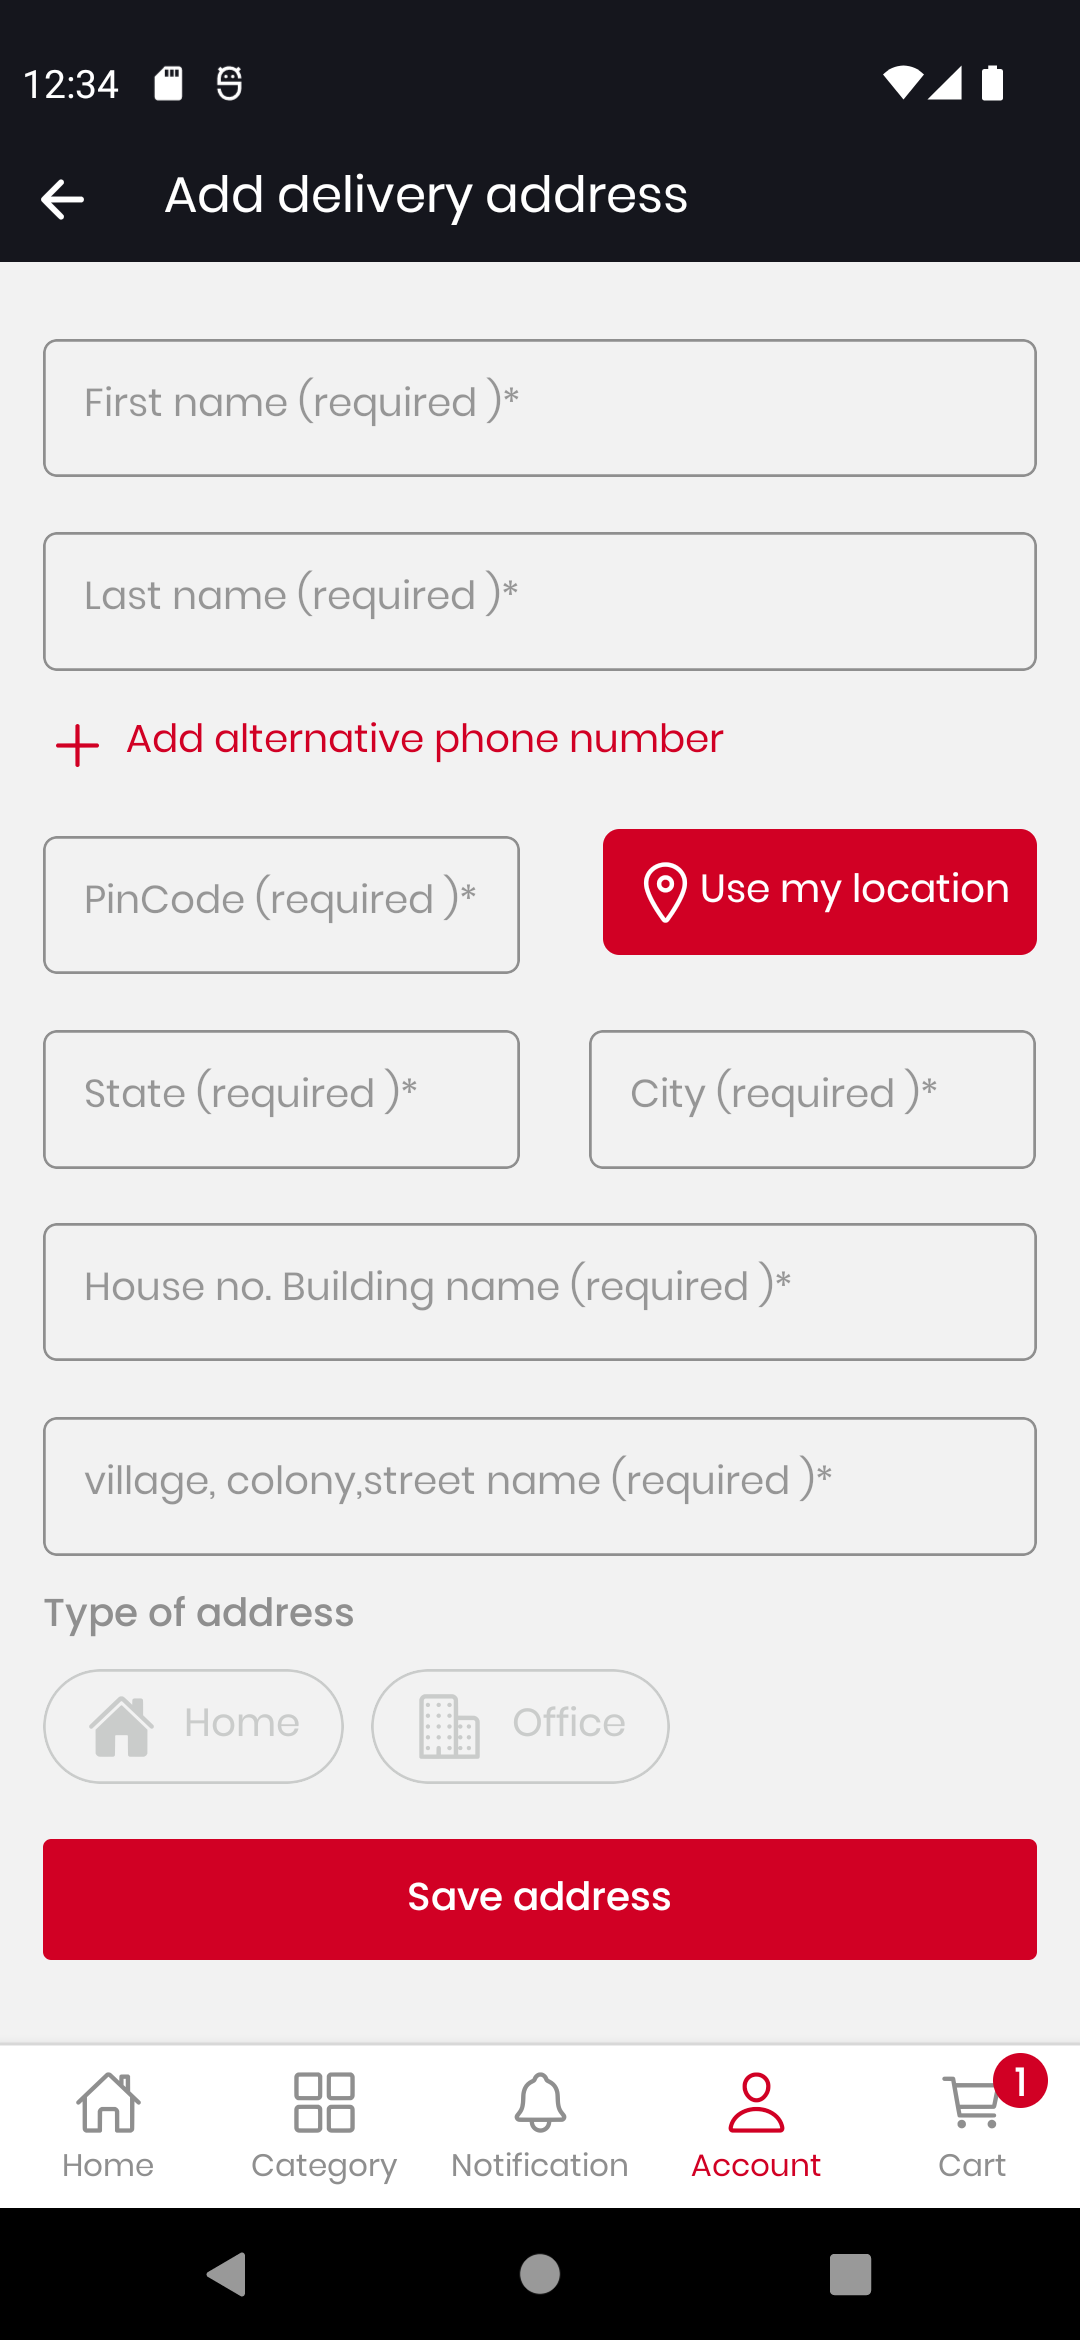 12:34
Add delivery address
First name (required )*
Last name (required )*
Add alternative phone number
PinCode (required )*
Use my location
State (required )*
City (required )*
House no. Building name (required )*
village, colony,street name (required )*
Type of address
Home
Office
Save address
1
Home
Category
Notification
Account
Cart